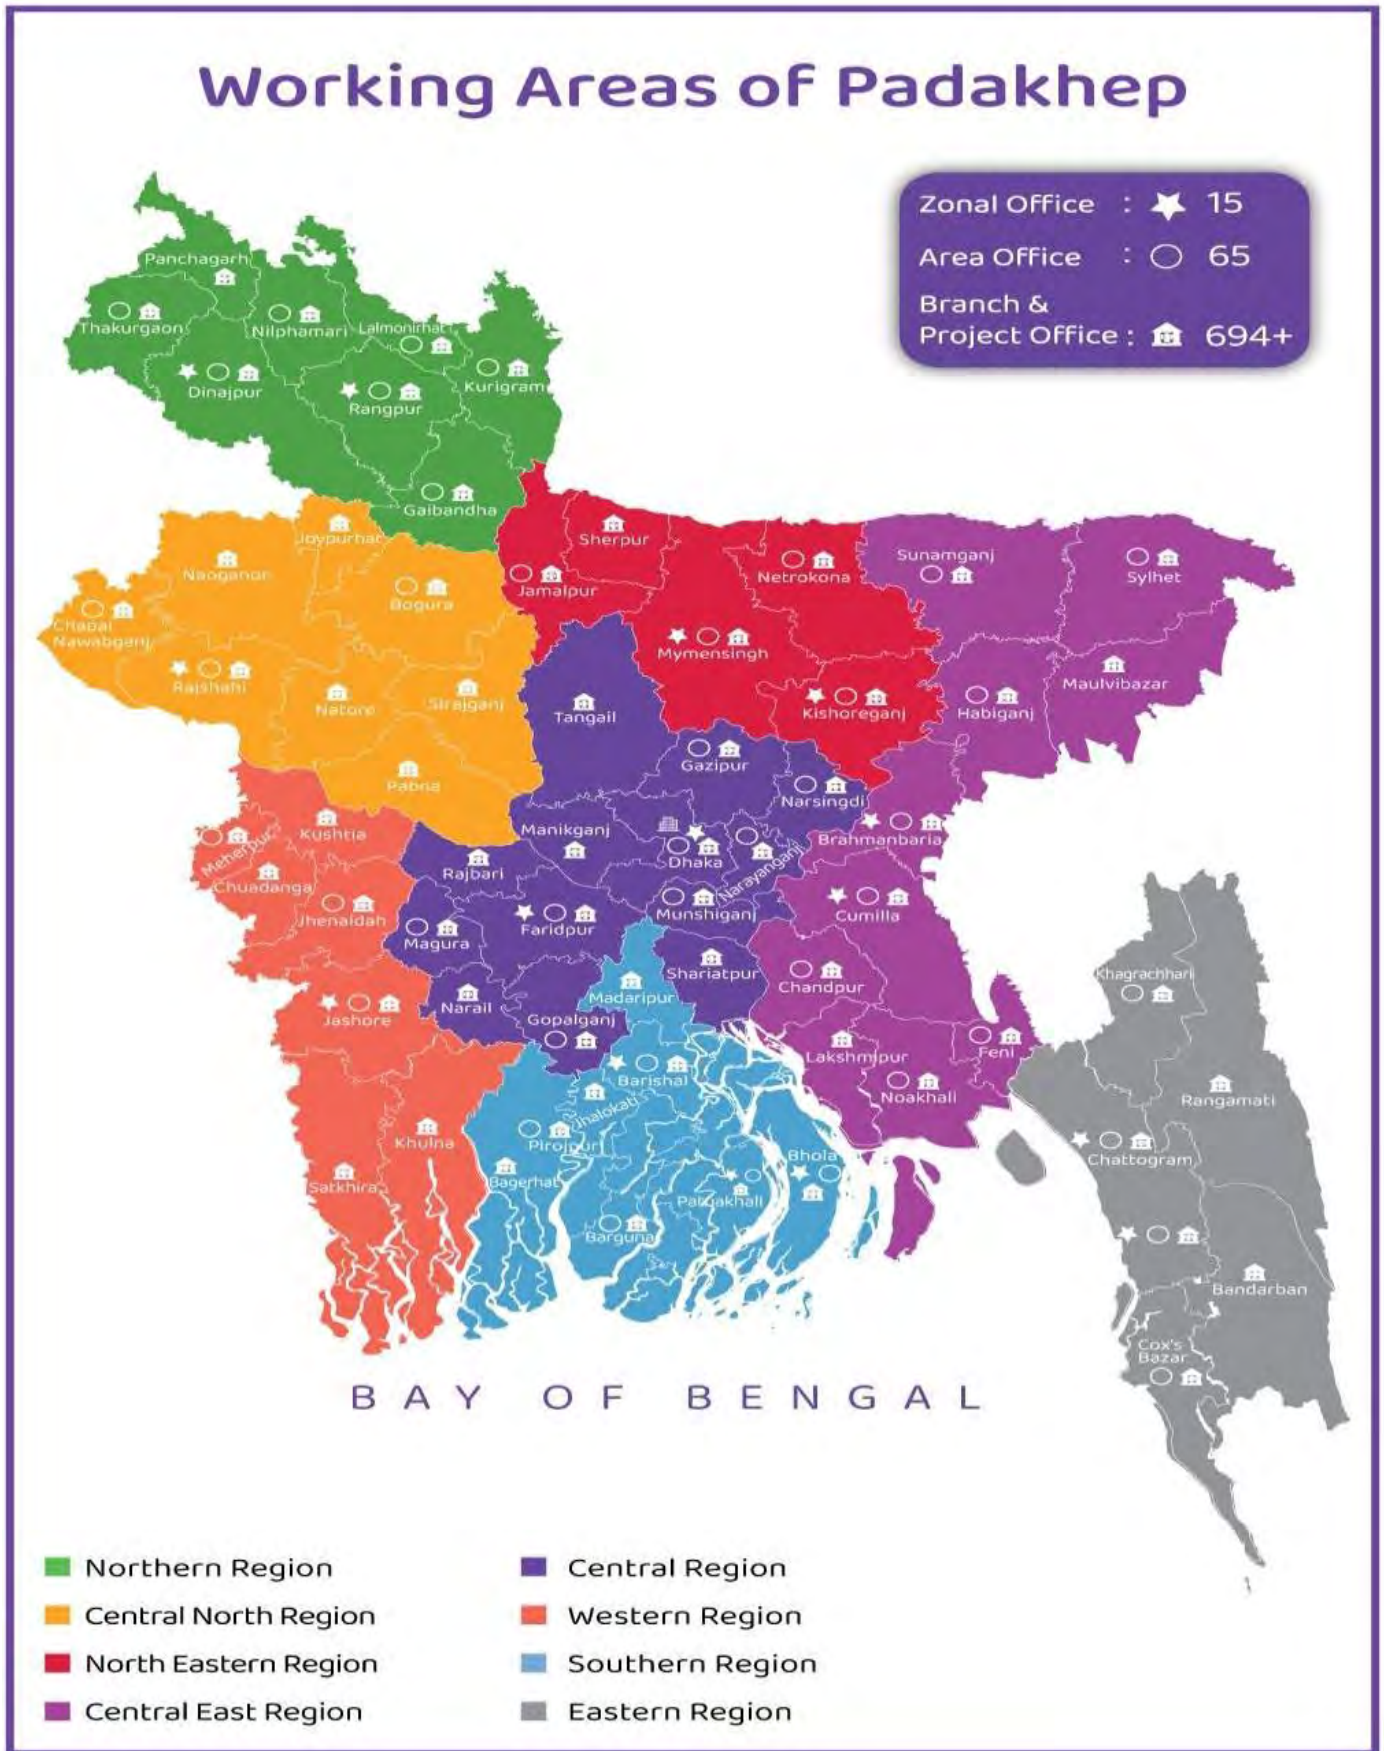 Working Areas of Padakhep
Zonal Office : 15
Area Office : 65
Branch &
Project Office : 694+
Panchagarh
Thakurgaon
Nilphamari
Lalmonirhat
Dinajpur
Rangpur
Kurigram
Gaibandha
Joypurhat
Naoganon
Bogura
Chapai
Nawabganj
Rajshahi
Natore
Sirajganj
Pabna
Sherpur
Jamalpur
Netrokona
Mymensingh
Kishoreganj
Sunamganj
Sylhet
Habiganj
Maulvibazar
Tangail
Gazipur
Narsingdi
Manikganj
Dhaka
Narayanganj
Rajbari
Faridpur
Munshiganj
Magura
Shariatpur
Narail
Gopalganj
Brahmanbaria
Cumilla
Chandpur
Lakshmipur
Feni
Noakhali
Kushtia
Meherpur
Chuadanga
Jhenaidah
Jashore
Khulna
Satkhira
Madaripur
Barishal
Jhalokati
Pirojpur
Bagerhat
Bhola
Patuakhali
Barguna
Khagrachhari
Rangamati
Chattogram
Bandarban
Cox's
Bazar
BAY OF BENGAL
Northern Region
Central North Region
North Eastern Region
Central East Region
Central Region
Western Region
Southern Region
Eastern Region